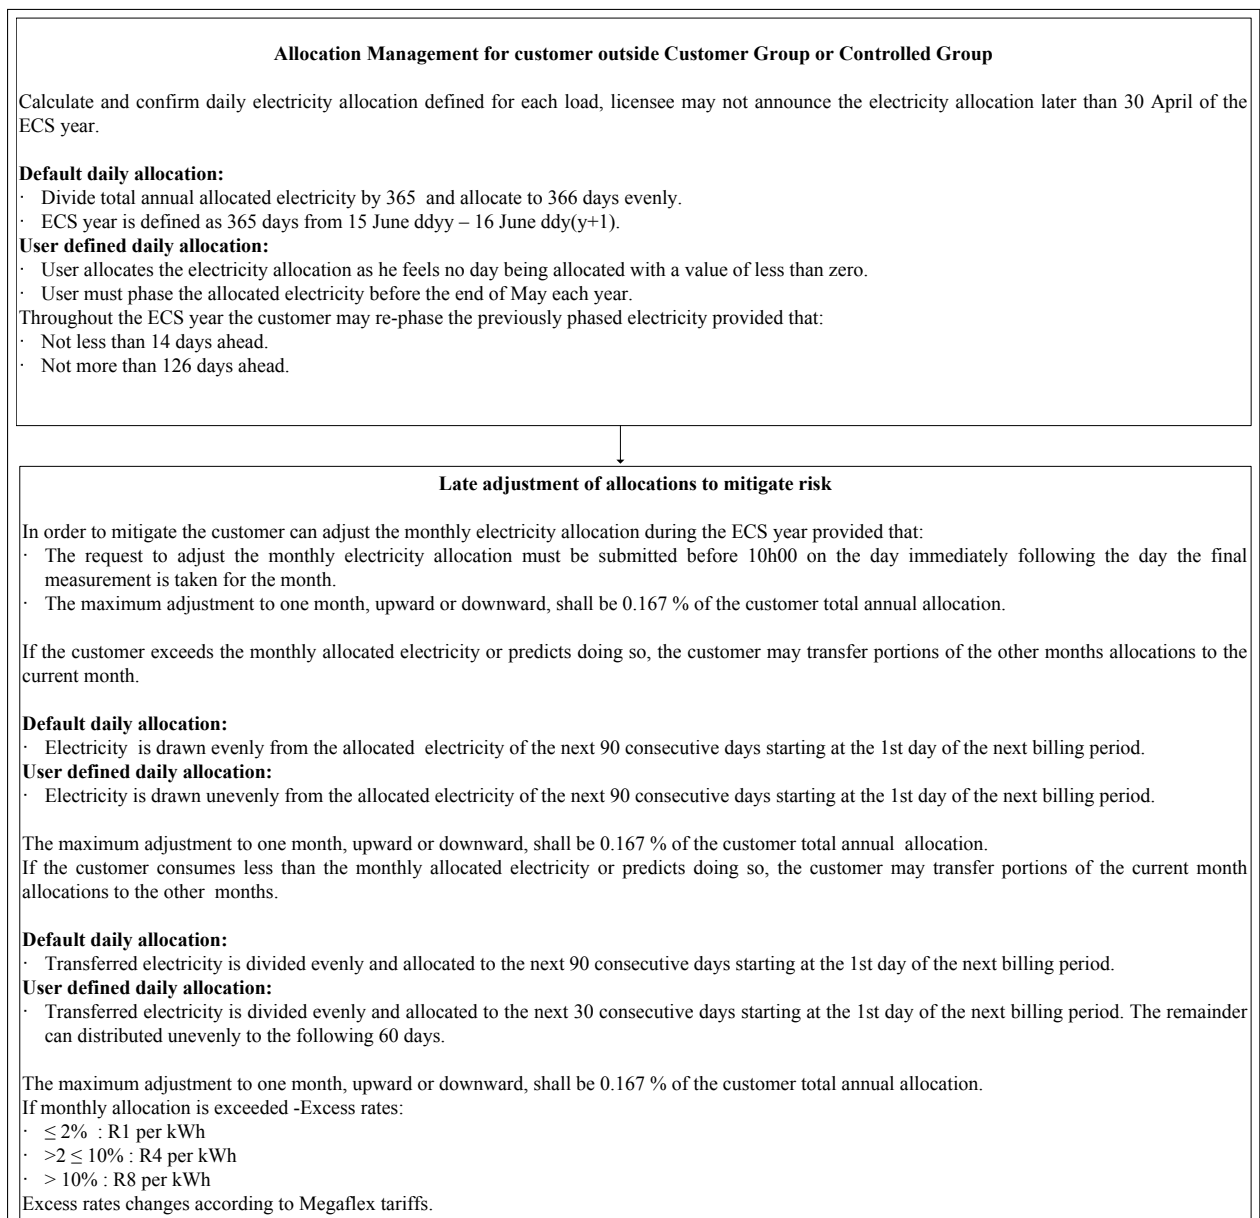 Allocation Management for customer outside Customer Group or Controlled Group
Calculate and confirm daily electricity allocation defined for each load, licensee may not announce the electricity allocation later than 30 April of the
ECS year.
Default daily allocation:
· Divide total annual allocated electricity by 365 and allocate to 366 days evenly.
· ECS year is defined as 365 days from 15 June ddyy – 16 June ddy(y+1).
User defined daily allocation:
· User allocates the electricity allocation as he feels no day being allocated with a value of less than zero.
· User must phase the allocated electricity before the end of May each year.
Throughout the ECS year the customer may re-phase the previously phased electricity provided that:
· Not less than 14 days ahead.
· Not more than 126 days ahead.
Late adjustment of allocations to mitigate risk
In order to mitigate the customer can adjust the monthly electricity allocation during the ECS year provided that:
· The request to adjust the monthly electricity allocation must be submitted before 10h00 on the day immediately following the day the final
measurement is taken for the month.
· The maximum adjustment to one month, upward or downward, shall be 0.167 % of the customer total annual allocation.
If the customer exceeds the monthly allocated electricity or predicts doing so, the customer may transfer portions of the other months allocations to the
current month.
Default daily allocation:
· Electricity is drawn evenly from the allocated electricity of the next 90 consecutive days starting at the 1st day of the next billing period.
User defined daily allocation:
· Electricity is drawn unevenly from the allocated electricity of the next 90 consecutive days starting at the 1st day of the next billing period.
The maximum adjustment to one month, upward or downward, shall be 0.167 % of the customer total annual allocation.
If the customer consumes less than the monthly allocated electricity or predicts doing so, the customer may transfer portions of the current month
allocations to the other months.
Default daily allocation:
· Transferred electricity is divided evenly and allocated to the next 90 consecutive days starting at the 1st day of the next billing period.
User defined daily allocation:
· Transferred electricity is divided evenly and allocated to the next 30 consecutive days starting at the 1st day of the next billing period. The remainder
can distributed unevenly to the following 60 days.
The maximum adjustment to one month, upward or downward, shall be 0.167 % of the customer total annual allocation.
If monthly allocation is exceeded -Excess rates:
· ≤ 2% : R1 per kWh
· >2 ≤ 10% : R4 per kWh
· > 10% : R8 per kWh
Excess rates changes according to Megaflex tariffs.